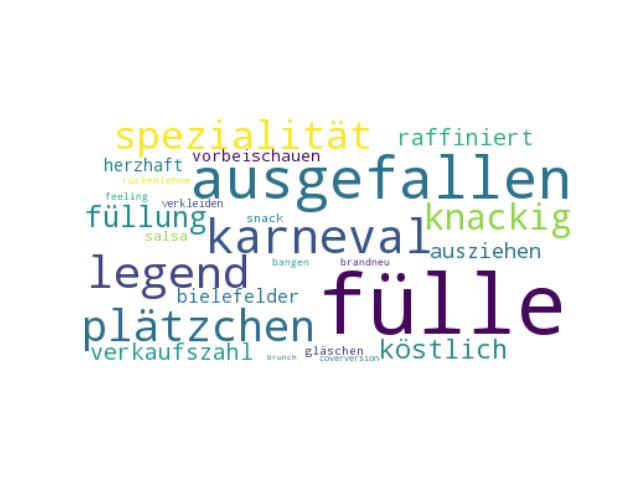 spezialität raffiniert
herzhaft vorbeischauen
rückenlehne ausgefallen
feeling verkleiden
füllung snack knackig
salsa karneval ausziehen
legend bangen brandneu
bielefelder fülle
plätzchen
verkaufszahl gläschen köstlich
brunch coverversion